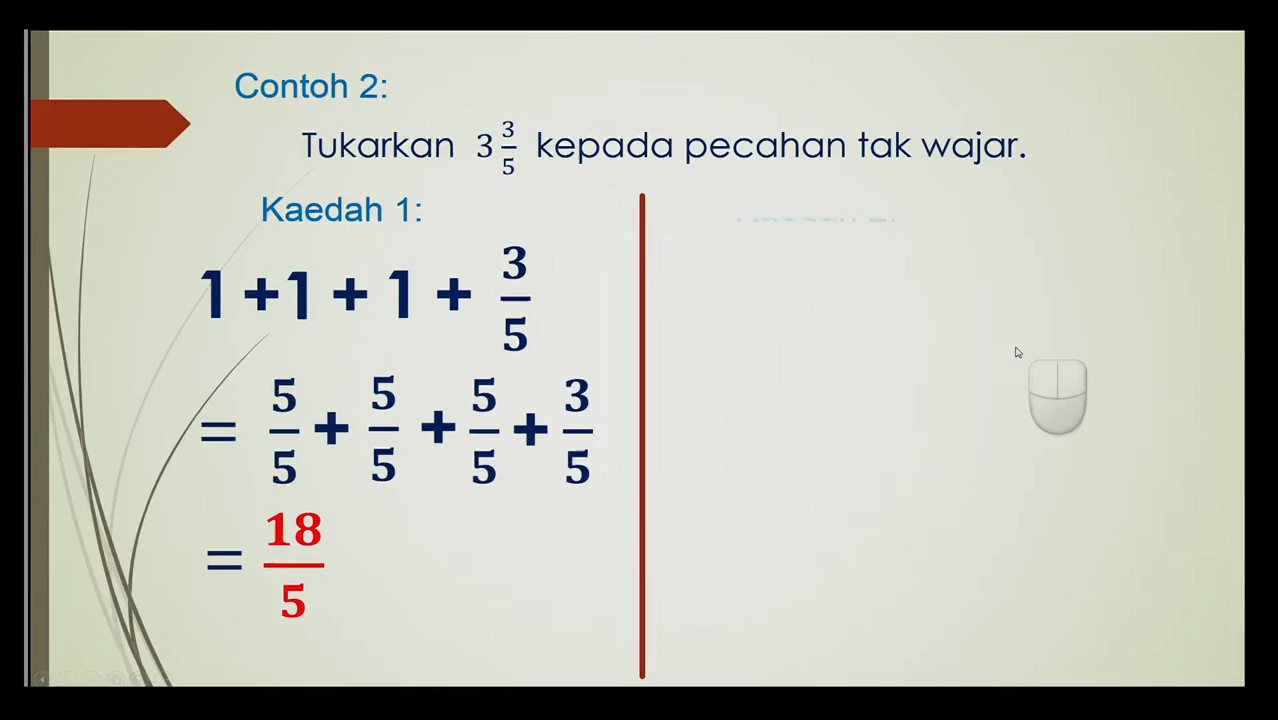 Contoh 2:
Tukarkan 3 3/5 kepada pecahan tak wajar.
Kaedah 1:
1 + 1 + 1 + 3/5
= 5/5 + 5/5 + 5/5 + 3/5
= 18/5